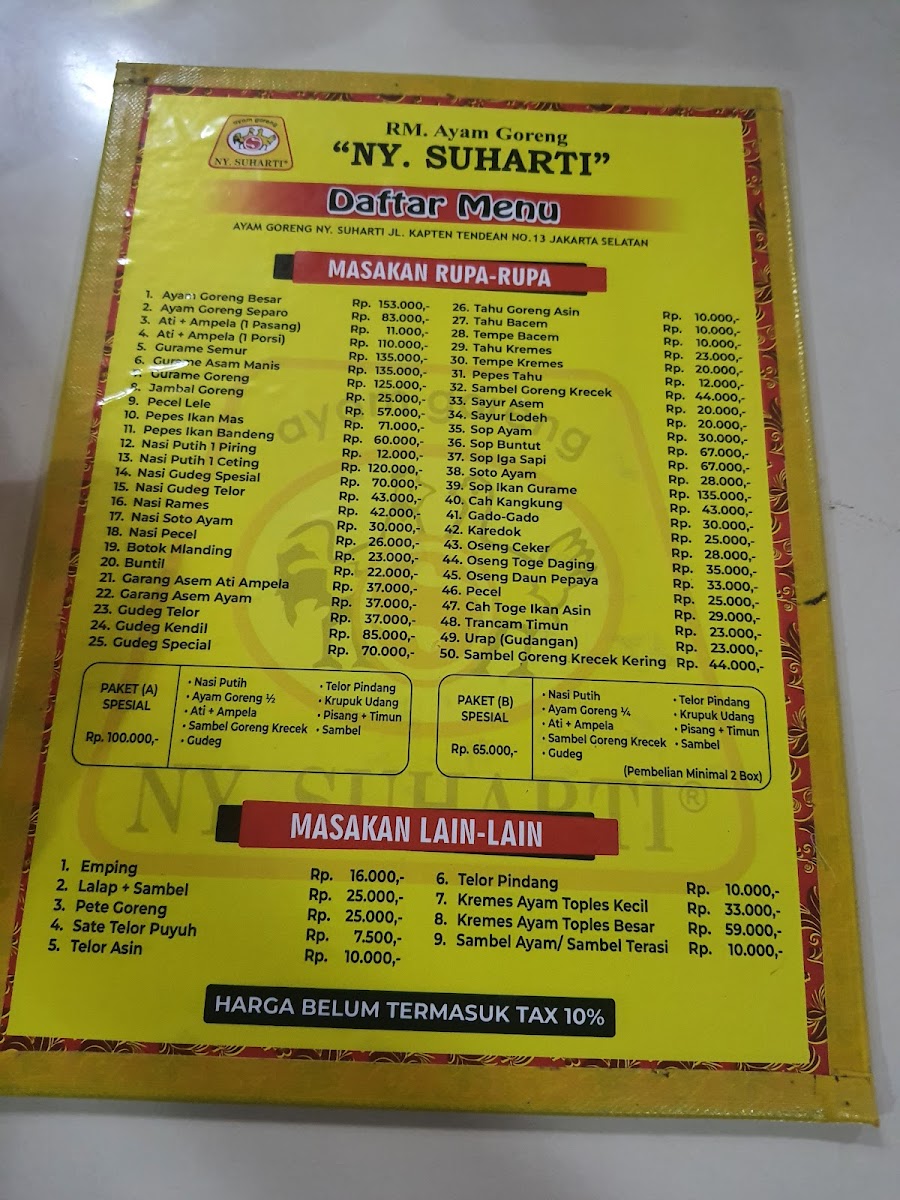 ayam goreng
NY. SUHARTI®
RM. Ayam Goreng
“NY. SUHARTI”
Daftar Menu
AYAM GORENG NY. SUHARTI JL. KAPTEN TENDEAN NO.13 JAKARTA SELATAN
MASAKAN RUPA-RUPA
1. Ayam Goreng Besar Rp. 153.000,-
2. Ayam Goreng Separo Rp. 83.000,-
3. Ati + Ampela (1 Pasang) Rp. 11.000,-
4. Ati + Ampela (1 Porsi) Rp. 110.000,-
5. Gurame Semur Rp. 135.000,-
6. Gurame Asam Manis Rp. 135.000,-
7. Gurame Goreng Rp. 125.000,-
8. Jambal Goreng Rp. 25.000,-
9. Pecel Lele Rp. 57.000,-
10. Pepes Ikan Mas Rp. 71.000,-
11. Pepes Ikan Bandeng Rp. 60.000,-
12. Nasi Putih 1 Piring Rp. 12.000,-
13. Nasi Putih 1 Ceting Rp. 120.000,-
14. Nasi Gudeg Spesial Rp. 70.000,-
15. Nasi Gudeg Telor Rp. 43.000,-
16. Nasi Rames Rp. 42.000,-
17. Nasi Soto Ayam Rp. 30.000,-
18. Nasi Pecel Rp. 26.000,-
19. Botok Mlanding Rp. 23.000,-
20. Buntil Rp. 22.000,-
21. Garang Asem Ati Ampela Rp. 37.000,-
22. Garang Asem Ayam Rp. 37.000,-
23. Gudeg Telor Rp. 37.000,-
24. Gudeg Kendil Rp. 85.000,-
25. Gudeg Special Rp. 70.000,-
26. Tahu Goreng Asin Rp. 10.000,-
27. Tahu Bacem Rp. 10.000,-
28. Tempe Bacem Rp. 10.000,-
29. Tahu Kremes Rp. 23.000,-
30. Tempe Kremes Rp. 20.000,-
31. Pepes Tahu Rp. 12.000,-
32. Sambel Goreng Krecek Rp. 44.000,-
33. Sayur Asem Rp. 20.000,-
34. Sayur Lodeh Rp. 20.000,-
35. Sop Ayam Rp. 30.000,-
36. Sop Buntut Rp. 67.000,-
37. Sop Iga Sapi Rp. 67.000,-
38. Soto Ayam Rp. 28.000,-
39. Sop Ikan Gurame Rp. 135.000,-
40. Cah Kangkung Rp. 43.000,-
41. Gado-Gado Rp. 30.000,-
42. Karedok Rp. 25.000,-
43. Oseng Ceker Rp. 28.000,-
44. Oseng Toge Daging Rp. 35.000,-
45. Oseng Daun Pepaya Rp. 33.000,-
46. Pecel Rp. 25.000,-
47. Cah Toge Ikan Asin Rp. 29.000,-
48. Trancam Timun Rp. 23.000,-
49. Urap (Gudangan) Rp. 23.000,-
50. Sambel Goreng Krecek Kering Rp. 44.000,-
ayam goreng
NY. SUHARTI®
PAKET (A)
SPESIAL
Rp. 100.000,-
• Nasi Putih
• Ayam Goreng ½
• Ati + Ampela
• Sambel Goreng Krecek
• Gudeg
• Telor Pindang
• Krupuk Udang
• Pisang + Timun
• Sambel
PAKET (B)
SPESIAL
Rp. 65.000,-
• Nasi Putih
• Ayam Goreng ¼
• Ati + Ampela
• Sambel Goreng Krecek
• Gudeg
• Telor Pindang
• Krupuk Udang
• Pisang + Timun
• Sambel
(Pembelian Minimal 2 Box)
MASAKAN LAIN-LAIN
1. Emping Rp. 16.000,-
2. Lalap + Sambel Rp. 25.000,-
3. Pete Goreng Rp. 25.000,-
4. Sate Telor Puyuh Rp. 7.500,-
5. Telor Asin Rp. 10.000,-
6. Telor Pindang Rp. 10.000,-
7. Kremes Ayam Toples Kecil Rp. 33.000,-
8. Kremes Ayam Toples Besar Rp. 59.000,-
9. Sambel Ayam/ Sambel Terasi Rp. 10.000,-
HARGA BELUM TERMASUK TAX 10%